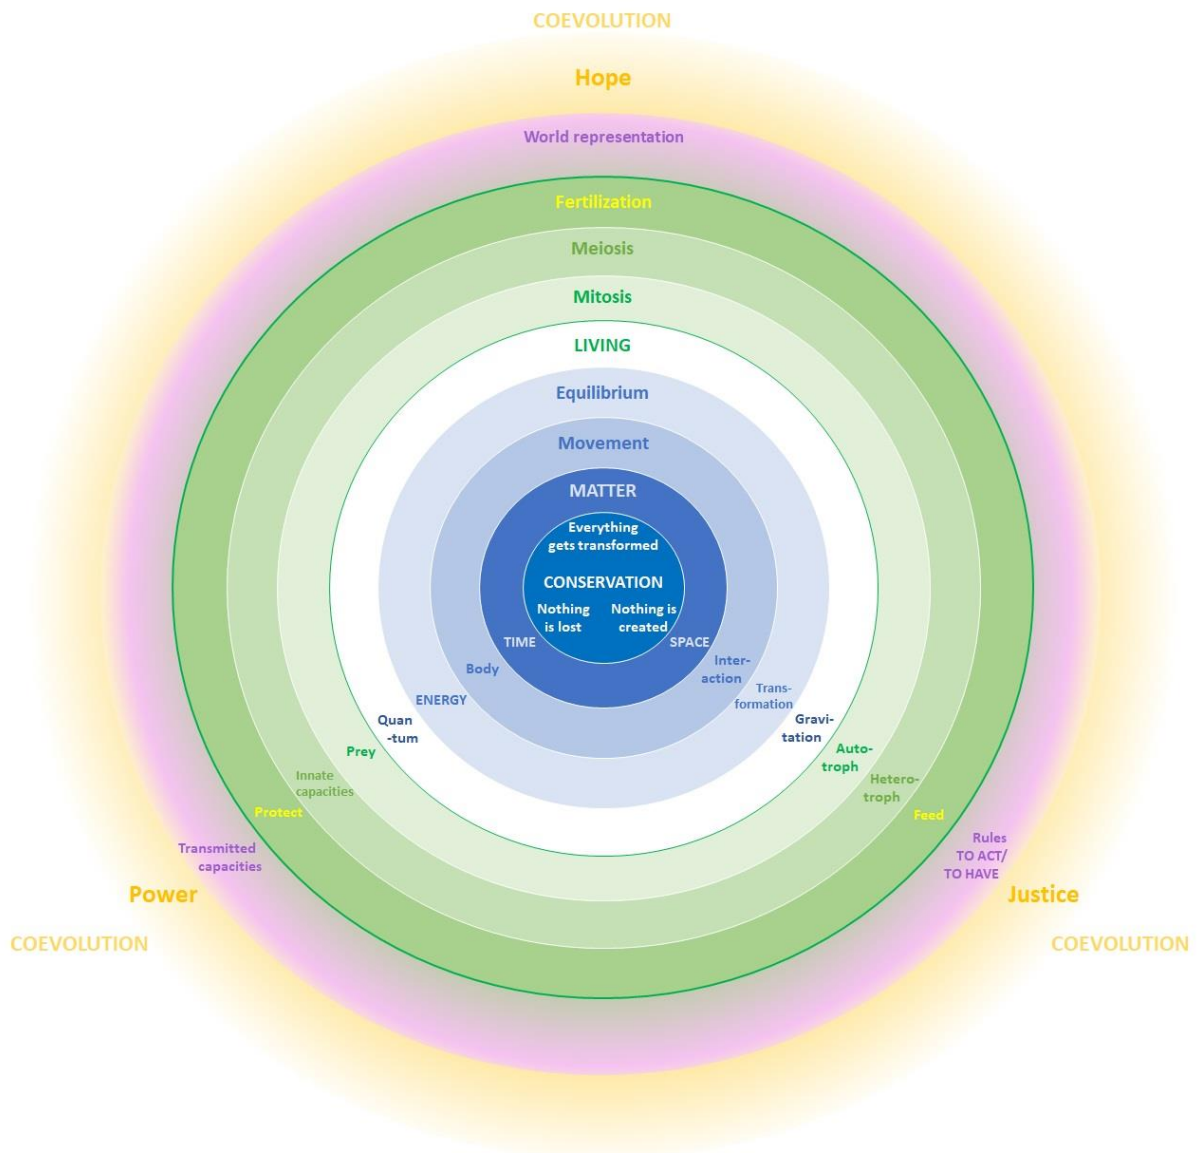 COEVOLUTION
Hope
World representation
Fertilization
Meiosis
Mitosis
LIVING
Equilibrium
Movement
MATTER
Everything
gets transformed
CONSERVATION
Nothing
is lost
Nothing is
created
TIME
SPACE
Body
Inter-
action
ENERGY
Trans-
formation
Quan
-tum
Gravi-
tation
Prey
Auto-
troph
Innate
capacities
Hetero-
troph
Protect
Feed
Transmitted
capacities
Rules
TO ACT/
TO HAVE
Power
Justice
COEVOLUTION
COEVOLUTION